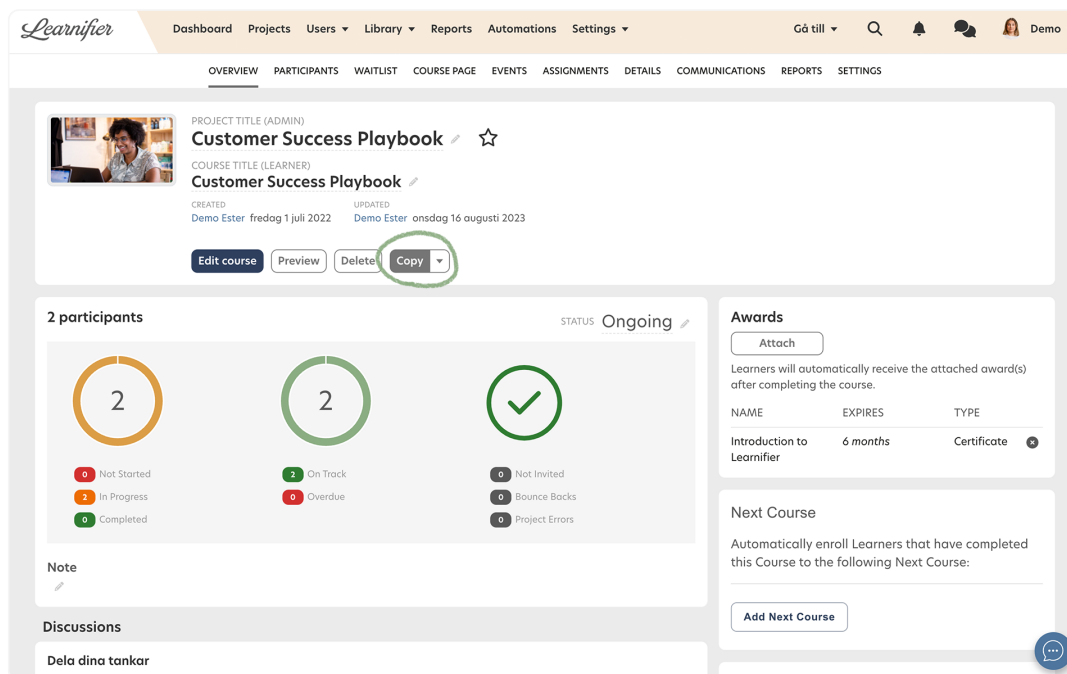 Learnifier
Dashboard Projects Users Library Reports Automations Settings Gå till Demo
OVERVIEW PARTICIPANTS WAITLIST COURSE PAGE EVENTS ASSIGNMENTS DETAILS COMMUNICATIONS REPORTS SETTINGS
PROJECT TITLE (ADMIN)
Customer Success Playbook
COURSE TITLE (LEARNER)
Customer Success Playbook
CREATED UPDATED
Demo Ester fredag 1 juli 2022 Demo Ester onsdag 16 augusti 2023
Edit course Preview Delete Copy
2 participants
STATUS Ongoing
2 2
0 Not Started 2 On Track 0 Not Invited
2 In Progress 0 Overdue 0 Bounce Backs
0 Completed 0 Project Errors
Note
Discussions
Dela dina tankar
Awards
Attach
Learners will automatically receive the attached award(s)
after completing the course.
NAME EXPIRES TYPE
Introduction to 6 months Certificate
Learnifier
Next Course
Automatically enroll Learners that have completed
this Course to the following Next Course:
Add Next Course